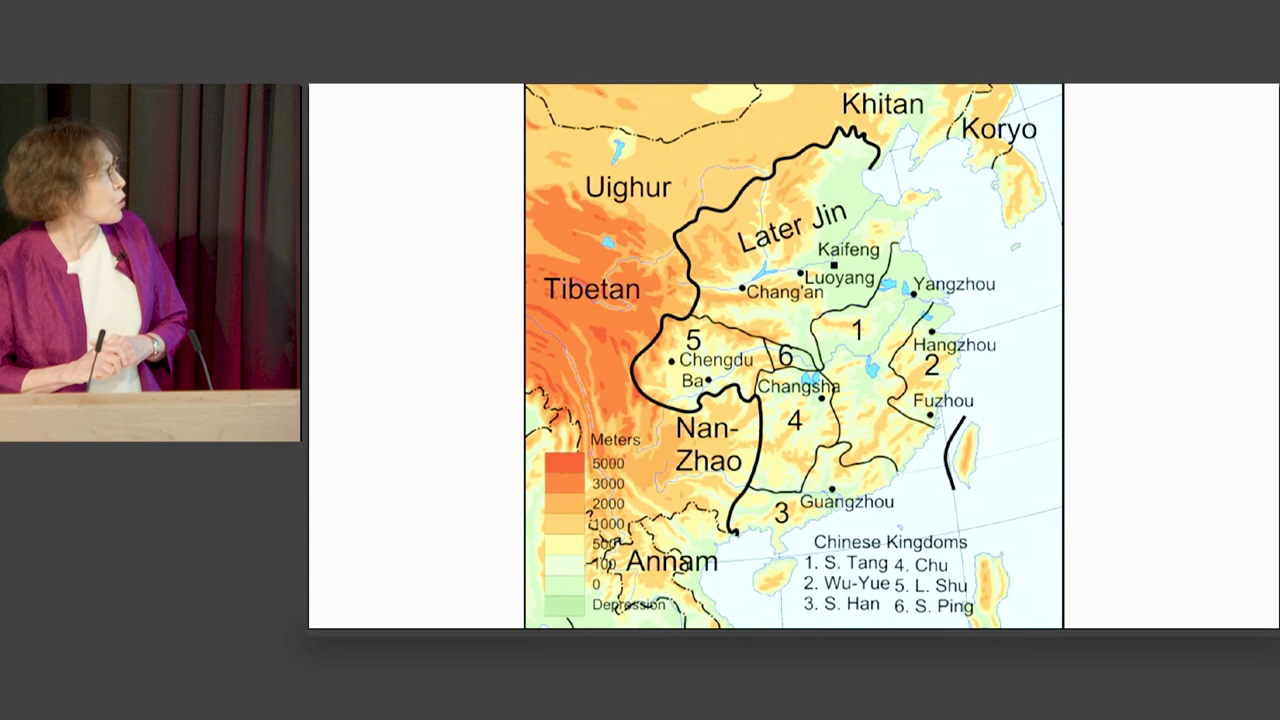 Khitan
Koryo
Uighur
Later Jin
Kaifeng
Luoyang
Tibetan
Chang'an
Yangzhou
5
1
Hangzhou
6
Chengdu
2
Ba
Changsha
Fuzhou
4
Nan-
Zhao
Meters
5000
3000
2000
1000
500
100
0
Depression
Guangzhou
3
Annam
Chinese Kingdoms
1. S. Tang 4. Chu
2. Wu-Yue 5. L. Shu
3. S. Han 6. S. Ping